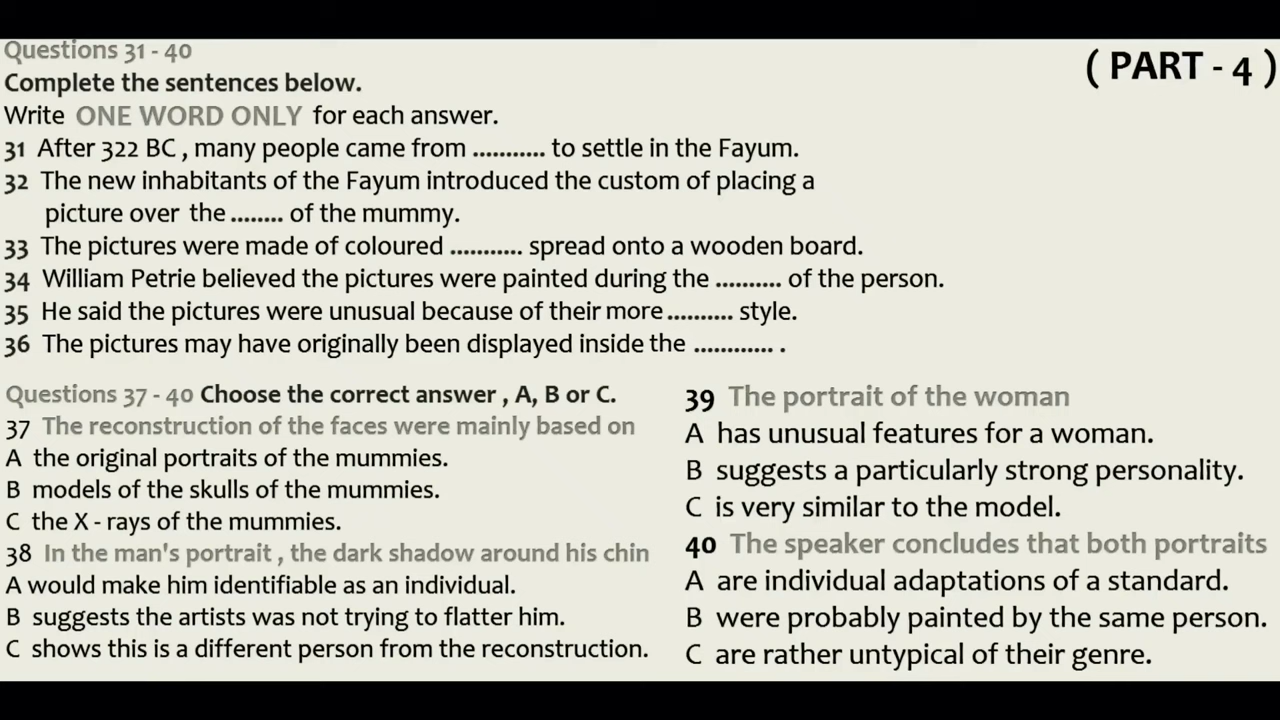 Questions 31 - 40
( PART - 4 )
Complete the sentences below.
Write ONE WORD ONLY for each answer.
31 After 322 BC , many people came from ........... to settle in the Fayum.
32 The new inhabitants of the Fayum introduced the custom of placing a
picture over the ........ of the mummy.
33 The pictures were made of coloured ........... spread onto a wooden board.
34 William Petrie believed the pictures were painted during the .......... of the person.
35 He said the pictures were unusual because of their more .......... style.
36 The pictures may have originally been displayed inside the ............. .
Questions 37 - 40 Choose the correct answer , A, B or C.
37 The reconstruction of the faces were mainly based on
A the original portraits of the mummies.
B models of the skulls of the mummies.
C the X - rays of the mummies.
38 In the man's portrait , the dark shadow around his chin
A would make him identifiable as an individual.
B suggests the artists was not trying to flatter him.
C shows this is a different person from the reconstruction.
39 The portrait of the woman
A has unusual features for a woman.
B suggests a particularly strong personality.
C is very similar to the model.
40 The speaker concludes that both portraits
A are individual adaptations of a standard.
B were probably painted by the same person.
C are rather untypical of their genre.